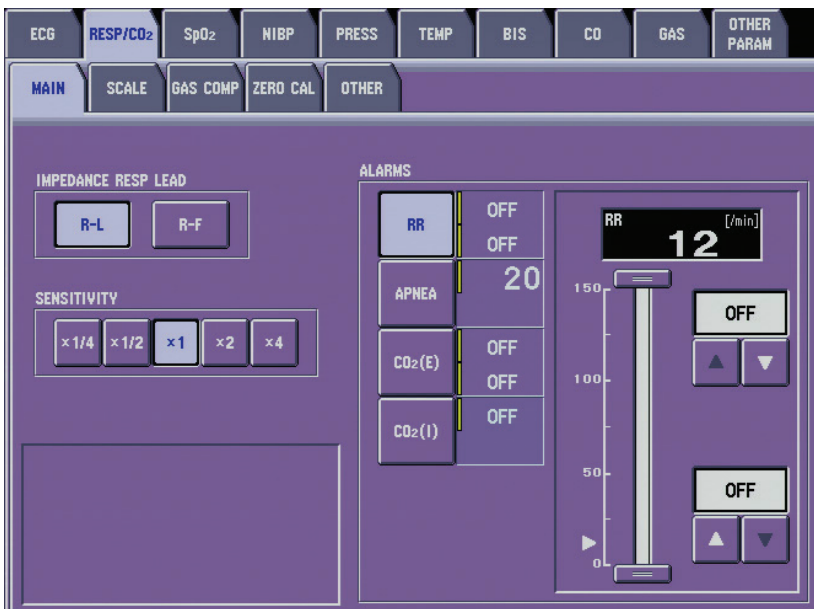 ECG RESP/CO₂ SpO₂ NIBP PRESS TEMP BIS CO GAS OTHER PARAM
MAIN SCALE GAS COMP ZERO CAL OTHER
IMPEDANCE RESP LEAD
R-L R-F
SENSITIVITY
×1/4 ×1/2 ×1 ×2 ×4
ALARMS
RR OFF
OFF
APNEA 20
CO₂(E) OFF
OFF
CO₂(I) OFF
RR [/min]
12
150
OFF
100
50
OFF
0